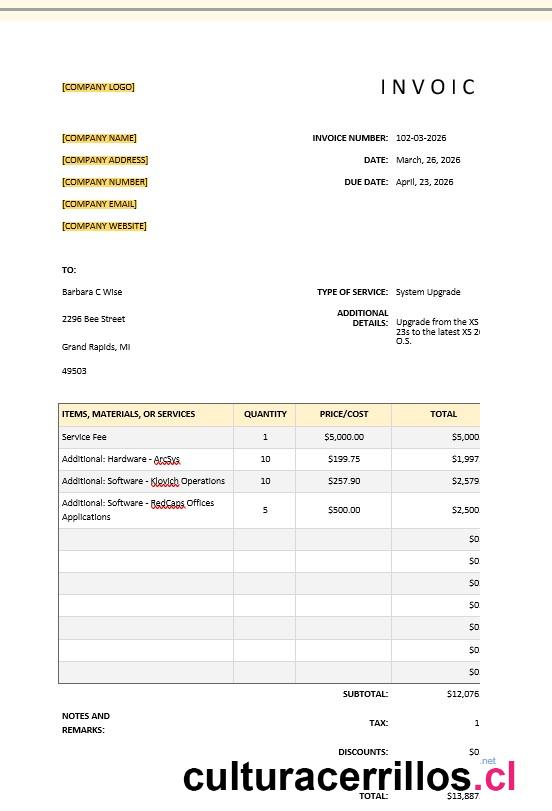 [COMPANY LOGO] INVOIC
[COMPANY NAME] INVOICE NUMBER: 102-03-2026
[COMPANY ADDRESS] DATE: March, 26, 2026
[COMPANY NUMBER] DUE DATE: April, 23, 2026
[COMPANY EMAIL]
[COMPANY WEBSITE]
TO:
Barbara C Wise TYPE OF SERVICE: System Upgrade
2296 Bee Street
ADDITIONAL
DETAILS: Upgrade from the XS
23s to the latest XS 2
O.S.
Grand Rapids, MI
49503
ITEMS, MATERIALS, OR SERVICES QUANTITY PRICE/COST TOTAL
Service Fee 1 $5,000.00 $5,000
Additional: Hardware - ArcSys 10 $199.75 $1,997
Additional: Software - Klovich Operations 10 $257.90 $2,579
Additional: Software - RedCaps Offices
Applications 5 $500.00 $2,500
$0
$0
$0
$0
$0
$0
$0
SUBTOTAL: $12,076
NOTES AND
REMARKS:
TAX: 1
DISCOUNTS: $0
.net
culturacerrillos.cl
TOTAL: $13,887